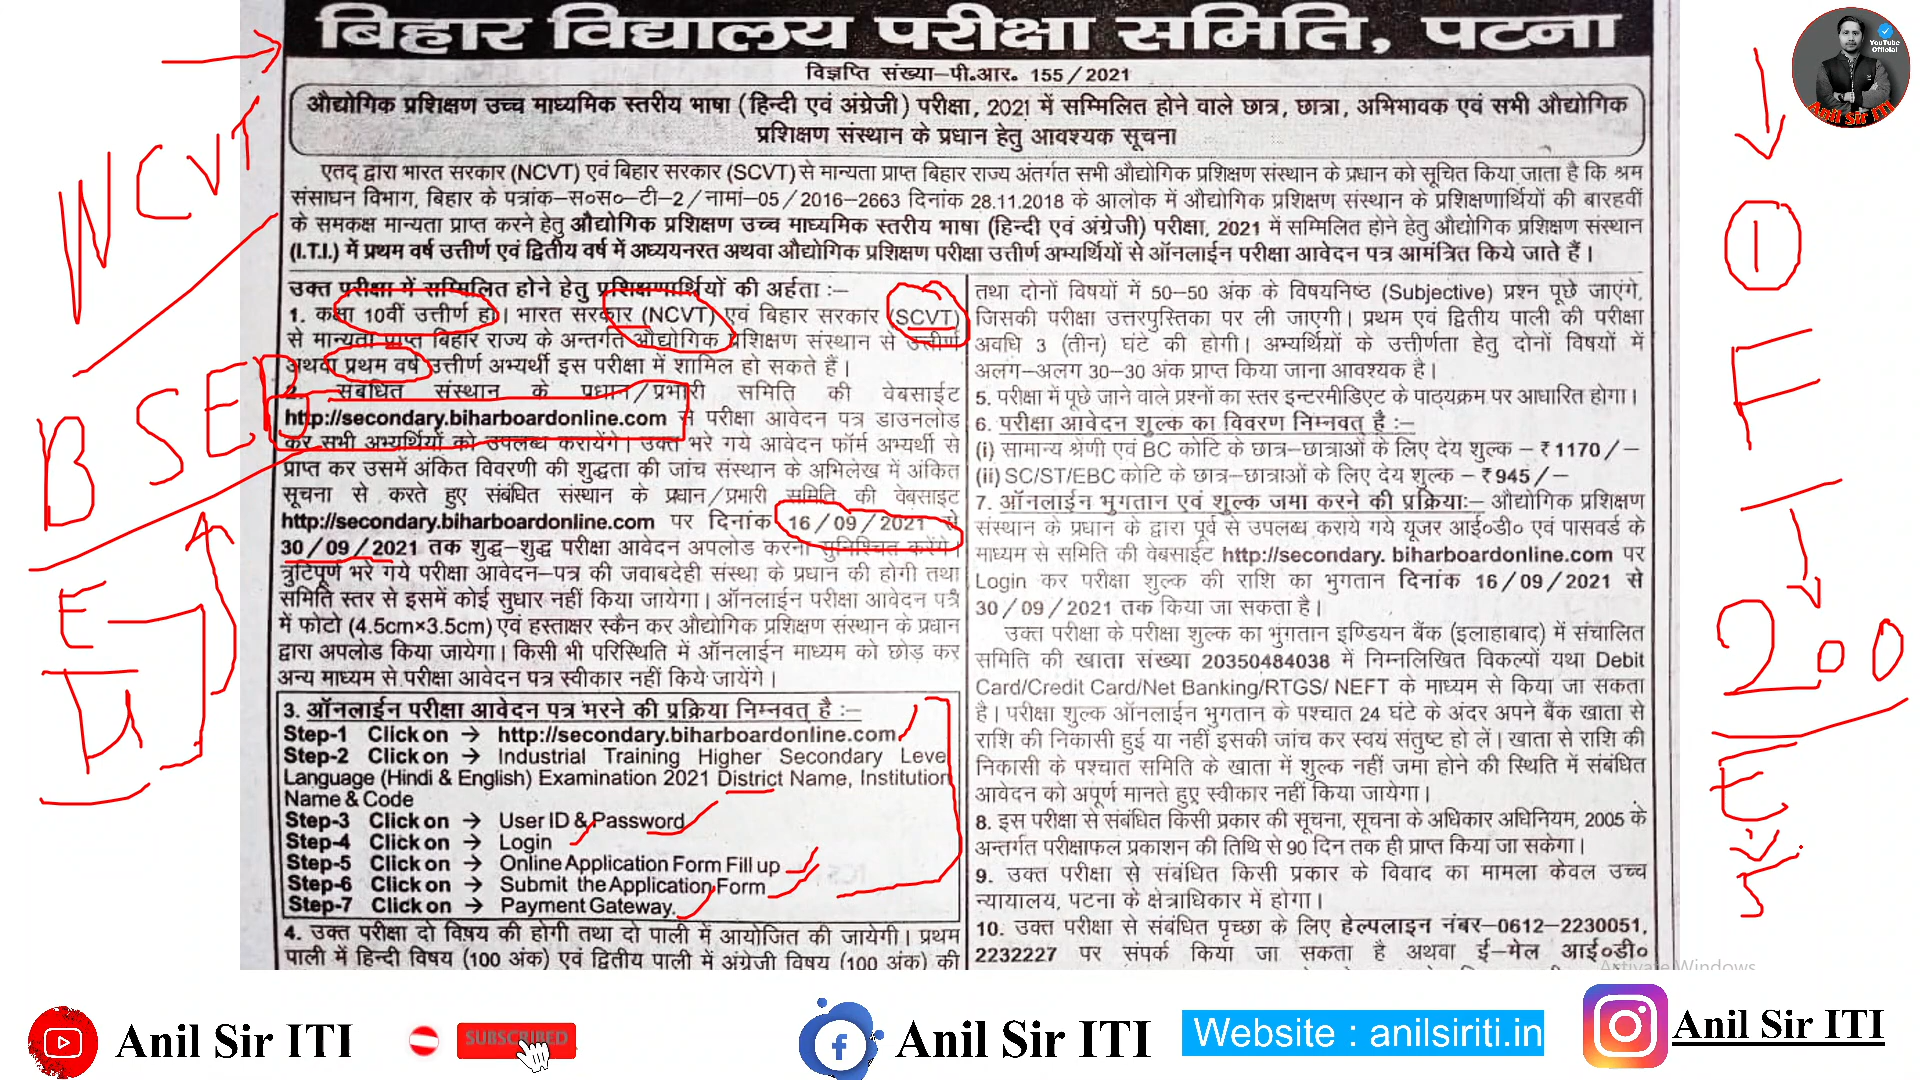 बिहार विद्यालय परीक्षा समिति, पटना
विज्ञप्ति संख्या–पी.आर. 155/2021
औद्योगिक प्रशिक्षण उच्च माध्यमिक स्तरीय भाषा (हिन्दी एवं अंग्रेजी) परीक्षा, 2021 में सम्मिलित होने वाले छात्र, छात्रा, अभिभावक एवं सभी औद्योगिक
प्रशिक्षण संस्थान के प्रधान हेतु आवश्यक सूचना
एतद् द्वारा भारत सरकार (NCVT) एवं बिहार सरकार (SCVT) से मान्यता प्राप्त बिहार राज्य अंतर्गत सभी औद्योगिक प्रशिक्षण संस्थान के प्रधान को सूचित किया जाता है कि श्रम
संसाधन विभाग, बिहार के पत्रांक–स०स०–टी–2/नामां–05/2016–2663 दिनांक 28.11.2018 के आलोक में औद्योगिक प्रशिक्षण संस्थान के प्रशिक्षणार्थियों की बारहवीं
के समकक्ष मान्यता प्राप्त करने हेतु औद्योगिक प्रशिक्षण उच्च माध्यमिक स्तरीय भाषा (हिन्दी एवं अंग्रेजी) परीक्षा, 2021 में सम्मिलित होने हेतु औद्योगिक प्रशिक्षण संस्थान
(I.T.I.) में प्रथम वर्ष उत्तीर्ण एवं द्वितीय वर्ष में अध्ययनरत अथवा औद्योगिक प्रशिक्षण परीक्षा उत्तीर्ण अभ्यर्थियों से ऑनलाईन परीक्षा आवेदन पत्र आमंत्रित किये जाते हैं।
उक्त परीक्षा में सम्मिलित होने हेतु प्रशिक्षणार्थियों की अर्हता :–
1. कक्षा 10वीं उत्तीर्ण हो। भारत सरकार (NCVT) एवं बिहार सरकार (SCVT)
से मान्यता प्राप्त बिहार राज्य के अन्तर्गत औद्योगिक प्रशिक्षण संस्थान से उत्तीर्ण
अथवा प्रथम वर्ष उत्तीर्ण अभ्यर्थी इस परीक्षा में शामिल हो सकते हैं।
2. संबंधित संस्थान के प्रधान/प्रभारी समिति की वेबसाईट
http://secondary.biharboardonline.com से परीक्षा आवेदन पत्र डाउनलोड़
कर सभी अभ्यर्थियों को उपलब्ध करायेंगे। उक्त भरे गये आवेदन फॉर्म अभ्यर्थी से
प्राप्त कर उसमें अंकित विवरणी की शुद्धता की जांच संस्थान के अभिलेख में अंकित
सूचना से करते हुए संबंधित संस्थान के प्रधान/प्रभारी समिति की वेबसाइट
http://secondary.biharboardonline.com पर दिनांक 16/09/2021 से
30/09/2021 तक शुद्ध–शुद्ध परीक्षा आवेदन अपलोड करना सुनिश्चित करेंगे।
त्रुटिपूर्ण भरे गये परीक्षा आवेदन–पत्र की जवाबदेही संस्था के प्रधान की होगी तथा
समिति स्तर से इसमें कोई सुधार नहीं किया जायेगा। ऑनलाईन परीक्षा आवेदन पत्र
में फोटो (4.5cm×3.5cm) एवं हस्ताक्षर स्कैन कर औद्योगिक प्रशिक्षण संस्थान के प्रधान
द्वारा अपलोड किया जायेगा। किसी भी परिस्थिति में ऑनलाईन माध्यम को छोड़ कर
अन्य माध्यम से परीक्षा आवेदन पत्र स्वीकार नहीं किये जायेंगे।
3. ऑनलाईन परीक्षा आवेदन पत्र भरने की प्रक्रिया निम्नवत् है :–
Step-1 Click on → http://secondary.biharboardonline.com
Step-2 Click on → Industrial Training Higher Secondary Level
Language (Hindi & English) Examination 2021 District Name, Institution
Name & Code
Step-3 Click on → User ID & Password
Step-4 Click on → Login
Step-5 Click on → Online Application Form Fill up
Step-6 Click on → Submit the Application Form
Step-7 Click on → Payment Gateway.
4. उक्त परीक्षा दो विषय की होगी तथा दो पाली में आयोजित की जायेगी। प्रथम
पाली में हिन्दी विषय (100 अंक) एवं द्वितीय पाली में अंग्रेजी विषय (100 अंक) की
तथा दोनों विषयों में 50–50 अंक के विषयनिष्ठ (Subjective) प्रश्न पूछे जाएंगे,
जिसकी परीक्षा उत्तरपुस्तिका पर ली जाएगी। प्रथम एवं द्वितीय पाली की परीक्षा
अवधि 3 (तीन) घंटे की होगी। अभ्यर्थियों के उत्तीर्णता हेतु दोनों विषयों में
अलग–अलग 30–30 अंक प्राप्त किया जाना आवश्यक है।
5. परीक्षा में पूछे जाने वाले प्रश्नों का स्तर इन्टरमीडिएट के पाठ्यक्रम पर आधारित होगा।
6. परीक्षा आवेदन शुल्क का विवरण निम्नवत् है :–
(i) सामान्य श्रेणी एवं BC कोटि के छात्र–छात्राओं के लिए देय शुल्क – ₹1170/–
(ii) SC/ST/EBC कोटि के छात्र–छात्राओं के लिए देय शुल्क – ₹945/–
7. ऑनलाईन भुगतान एवं शुल्क जमा करने की प्रक्रिया:– औद्योगिक प्रशिक्षण
संस्थान के प्रधान के द्वारा पूर्व से उपलब्ध कराये गये यूजर आई०डी० एवं पासवर्ड के
माध्यम से समिति की वेबसाईट http://secondary. biharboardonline.com पर
Login कर परीक्षा शुल्क की राशि का भुगतान दिनांक 16/09/2021 से
30/09/2021 तक किया जा सकता है।
उक्त परीक्षा के परीक्षा शुल्क का भुगतान इण्डियन बैंक (इलाहाबाद) में संचालित
समिति की खाता संख्या 20350484038 में निम्नलिखित विकल्पों यथा Debit
Card/Credit Card/Net Banking/RTGS/ NEFT के माध्यम से किया जा सकता
है। परीक्षा शुल्क ऑनलाईन भुगतान के पश्चात 24 घंटे के अंदर अपने बैंक खाता से
राशि की निकासी हुई या नहीं इसकी जांच कर स्वयं संतुष्ट हो लें। खाता से राशि की
निकासी के पश्चात समिति के खाता में शुल्क नहीं जमा होने की स्थिति में संबंधित
आवेदन को अपूर्ण मानते हुए स्वीकार नहीं किया जायेगा।
8. इस परीक्षा से संबंधित किसी प्रकार की सूचना, सूचना के अधिकार अधिनियम, 2005 के
अन्तर्गत परीक्षाफल प्रकाशन की तिथि से 90 दिन तक ही प्राप्त किया जा सकेगा।
9. उक्त परीक्षा से संबंधित किसी प्रकार के विवाद का मामला केवल उच्च
न्यायालय, पटना के क्षेत्राधिकार में होगा।
10. उक्त परीक्षा से संबंधित पृच्छा के लिए हेल्पलाइन नंबर–0612–2230051,
2232227 पर संपर्क किया जा सकता है अथवा ई–मेल आई०डी०
NCVT
BSEB
E
1
F
200
E
YouTube
Official
Anil Sir ITI
Activate Windows
Anil Sir ITI
SUBSCRIBED
Anil Sir ITI
Website : anilsiriti.in
Anil Sir ITI